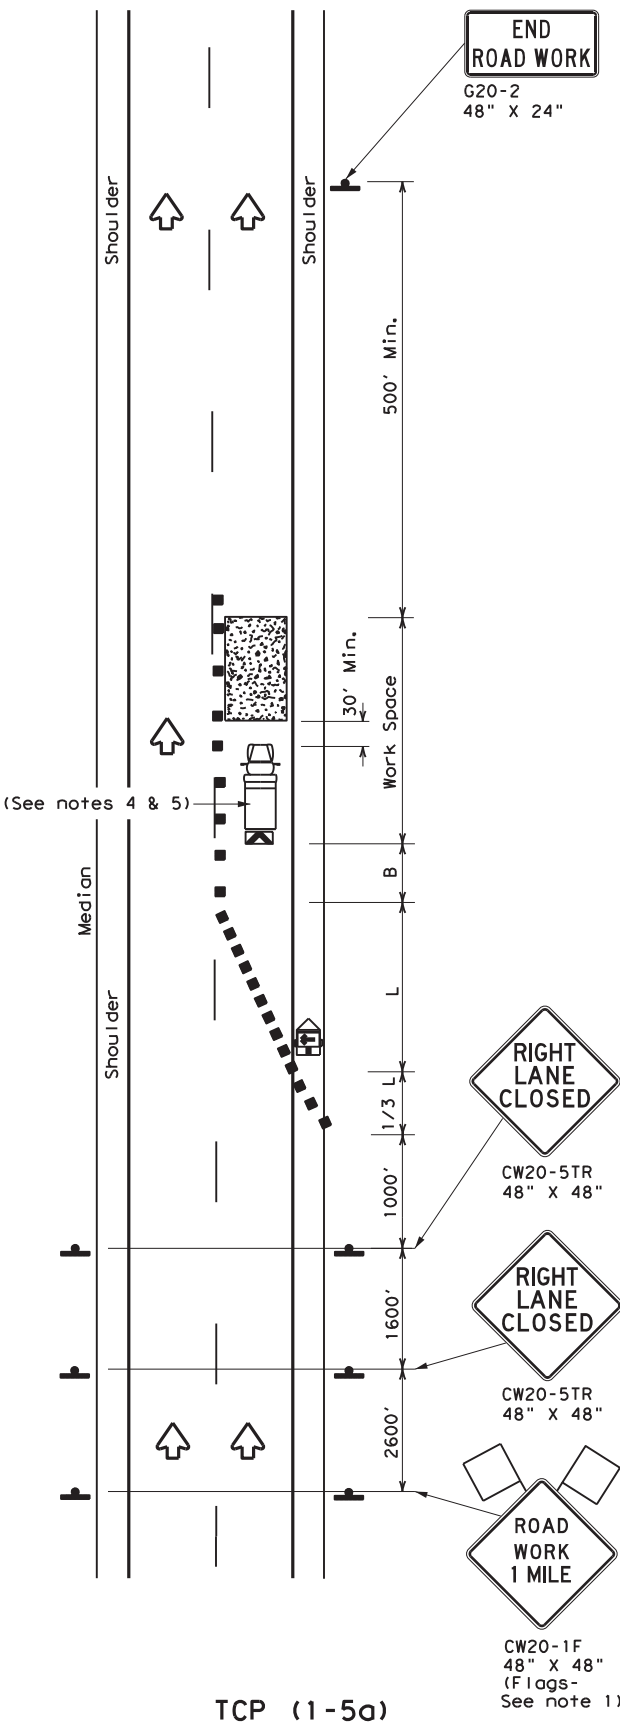 END
ROAD WORK
G20-2
48" X 24"
Shoulder
Shoulder
500' Min.
30' Min.
Work Space
(See notes 4 & 5)
B
Median
L
Shoulder
RIGHT
LANE
CLOSED
1/3 L
CW20-5TR
48" X 48"
1000'
RIGHT
LANE
CLOSED
1600'
CW20-5TR
48" X 48"
2600'
ROAD
WORK
1 MILE
CW20-1F
48" X 48"
(Flags-
See note 1)
TCP (1-5a)